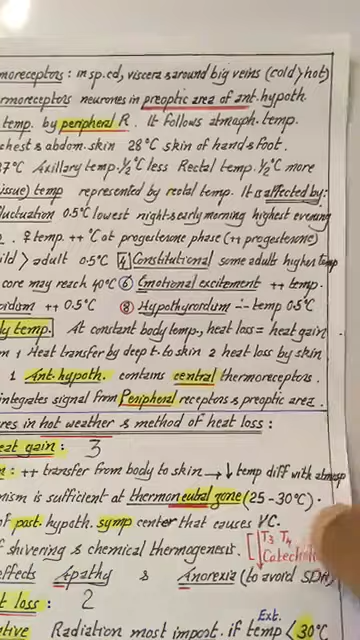 moreceptors: in sp.cd, viscera & around big veins (cold > hot)
rmoreceptors neurones in preoptic area of ant. hypoth.
temp. by peripheral R. It follows atmosph. temp.
chest & abdom. skin 28°C skin of hand & foot.
37°C Axillary temp. ½°C less Rectal temp. ½°C more
issue) temp represented by rectal temp. It is affected by:
luctuation 0.5°C lowest night & early morning highest evening
♀ temp. ++ °C at progesterone phase (++ progesterone)
ild > adult 0.5°C 4 Constitutional some adults higher temp
core may reach 40°C 6 Emotional excitement ++ temp.
++ 0.5°C 8 Hypothyroidum -- temp 0.5°C
ly temp. At constant body temp., heat loss = heat gain
1 Heat transfer by deep t. to skin 2 heat loss by skin
1 Ant. hypoth. contains central thermoreceptors.
integrates signal from Peripheral receptors & preoptic area.
res in hot weather & method of heat loss:
eat gain: 3
: ++ transfer from body to skin → ↓ temp diff with atmosp
nism is sufficient at thermoneutral zone (25-30°C).
of post. hypoth. symp center that causes VC.
f shivering & chemical thermogenesis. [ T3 T4
Catech
effects Apathy & Anorexia (to avoid SDA)
t loss: 2
Ext.
ative Radiation most impost. if temp < 30°C